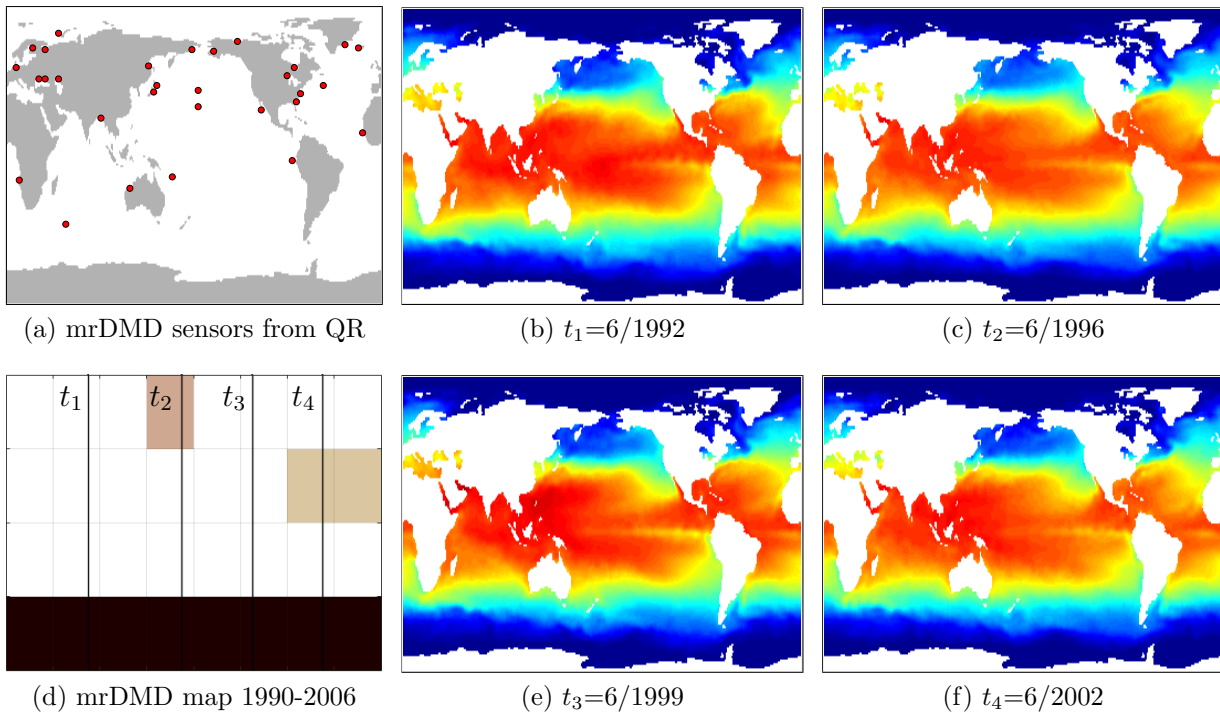 (a) mrDMD sensors from QR
(b) t₁=6/1992
(c) t₂=6/1996
t₁
t₂
t₃
t₄
(d) mrDMD map 1990-2006
(e) t₃=6/1999
(f) t₄=6/2002